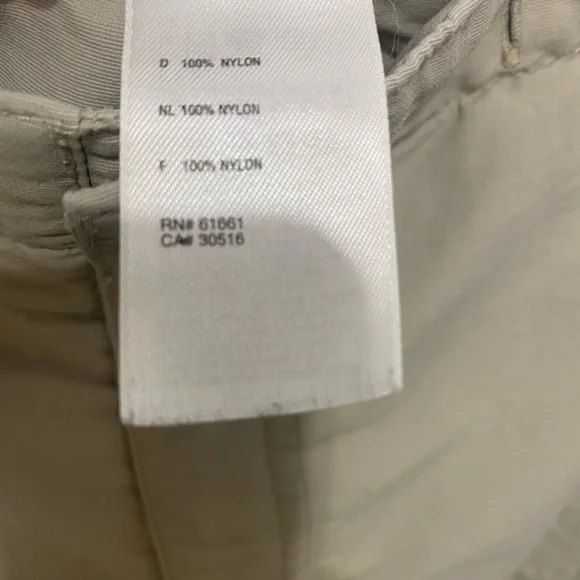 D 100% NYLON
NL 100% NYLON
F 100% NYLON
RN# 61661
CA# 30516